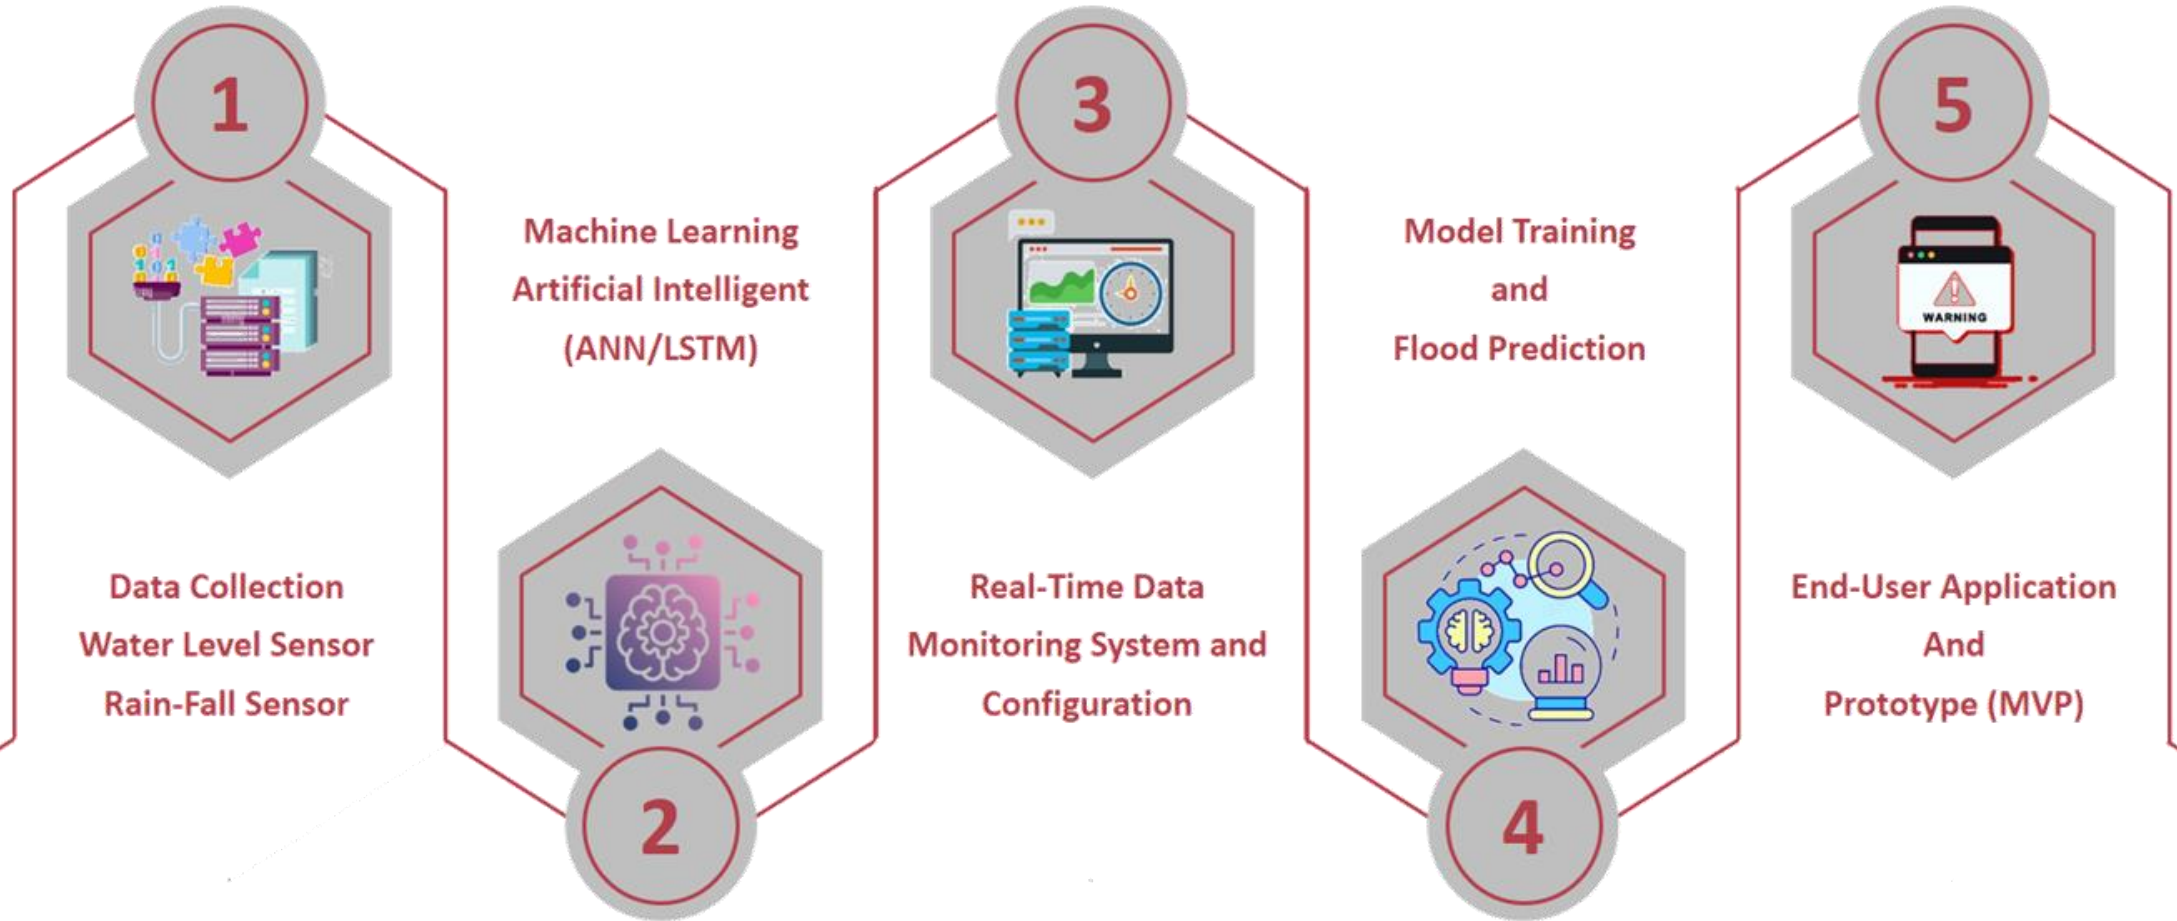 1
Data Collection
Water Level Sensor
Rain-Fall Sensor
Machine Learning
Artificial Intelligent
(ANN/LSTM)
2
3
Real-Time Data
Monitoring System and
Configuration
Model Training
and
Flood Prediction
4
5
WARNING
End-User Application
And
Prototype (MVP)